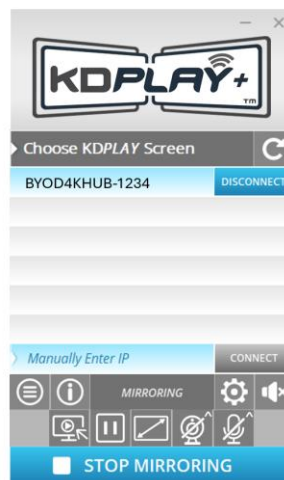 KDPLAY+
TM
Choose KDPLAY Screen
BYOD4KHUB-1234 DISCONNECT
Manually Enter IP CONNECT
MIRRORING
STOP MIRRORING